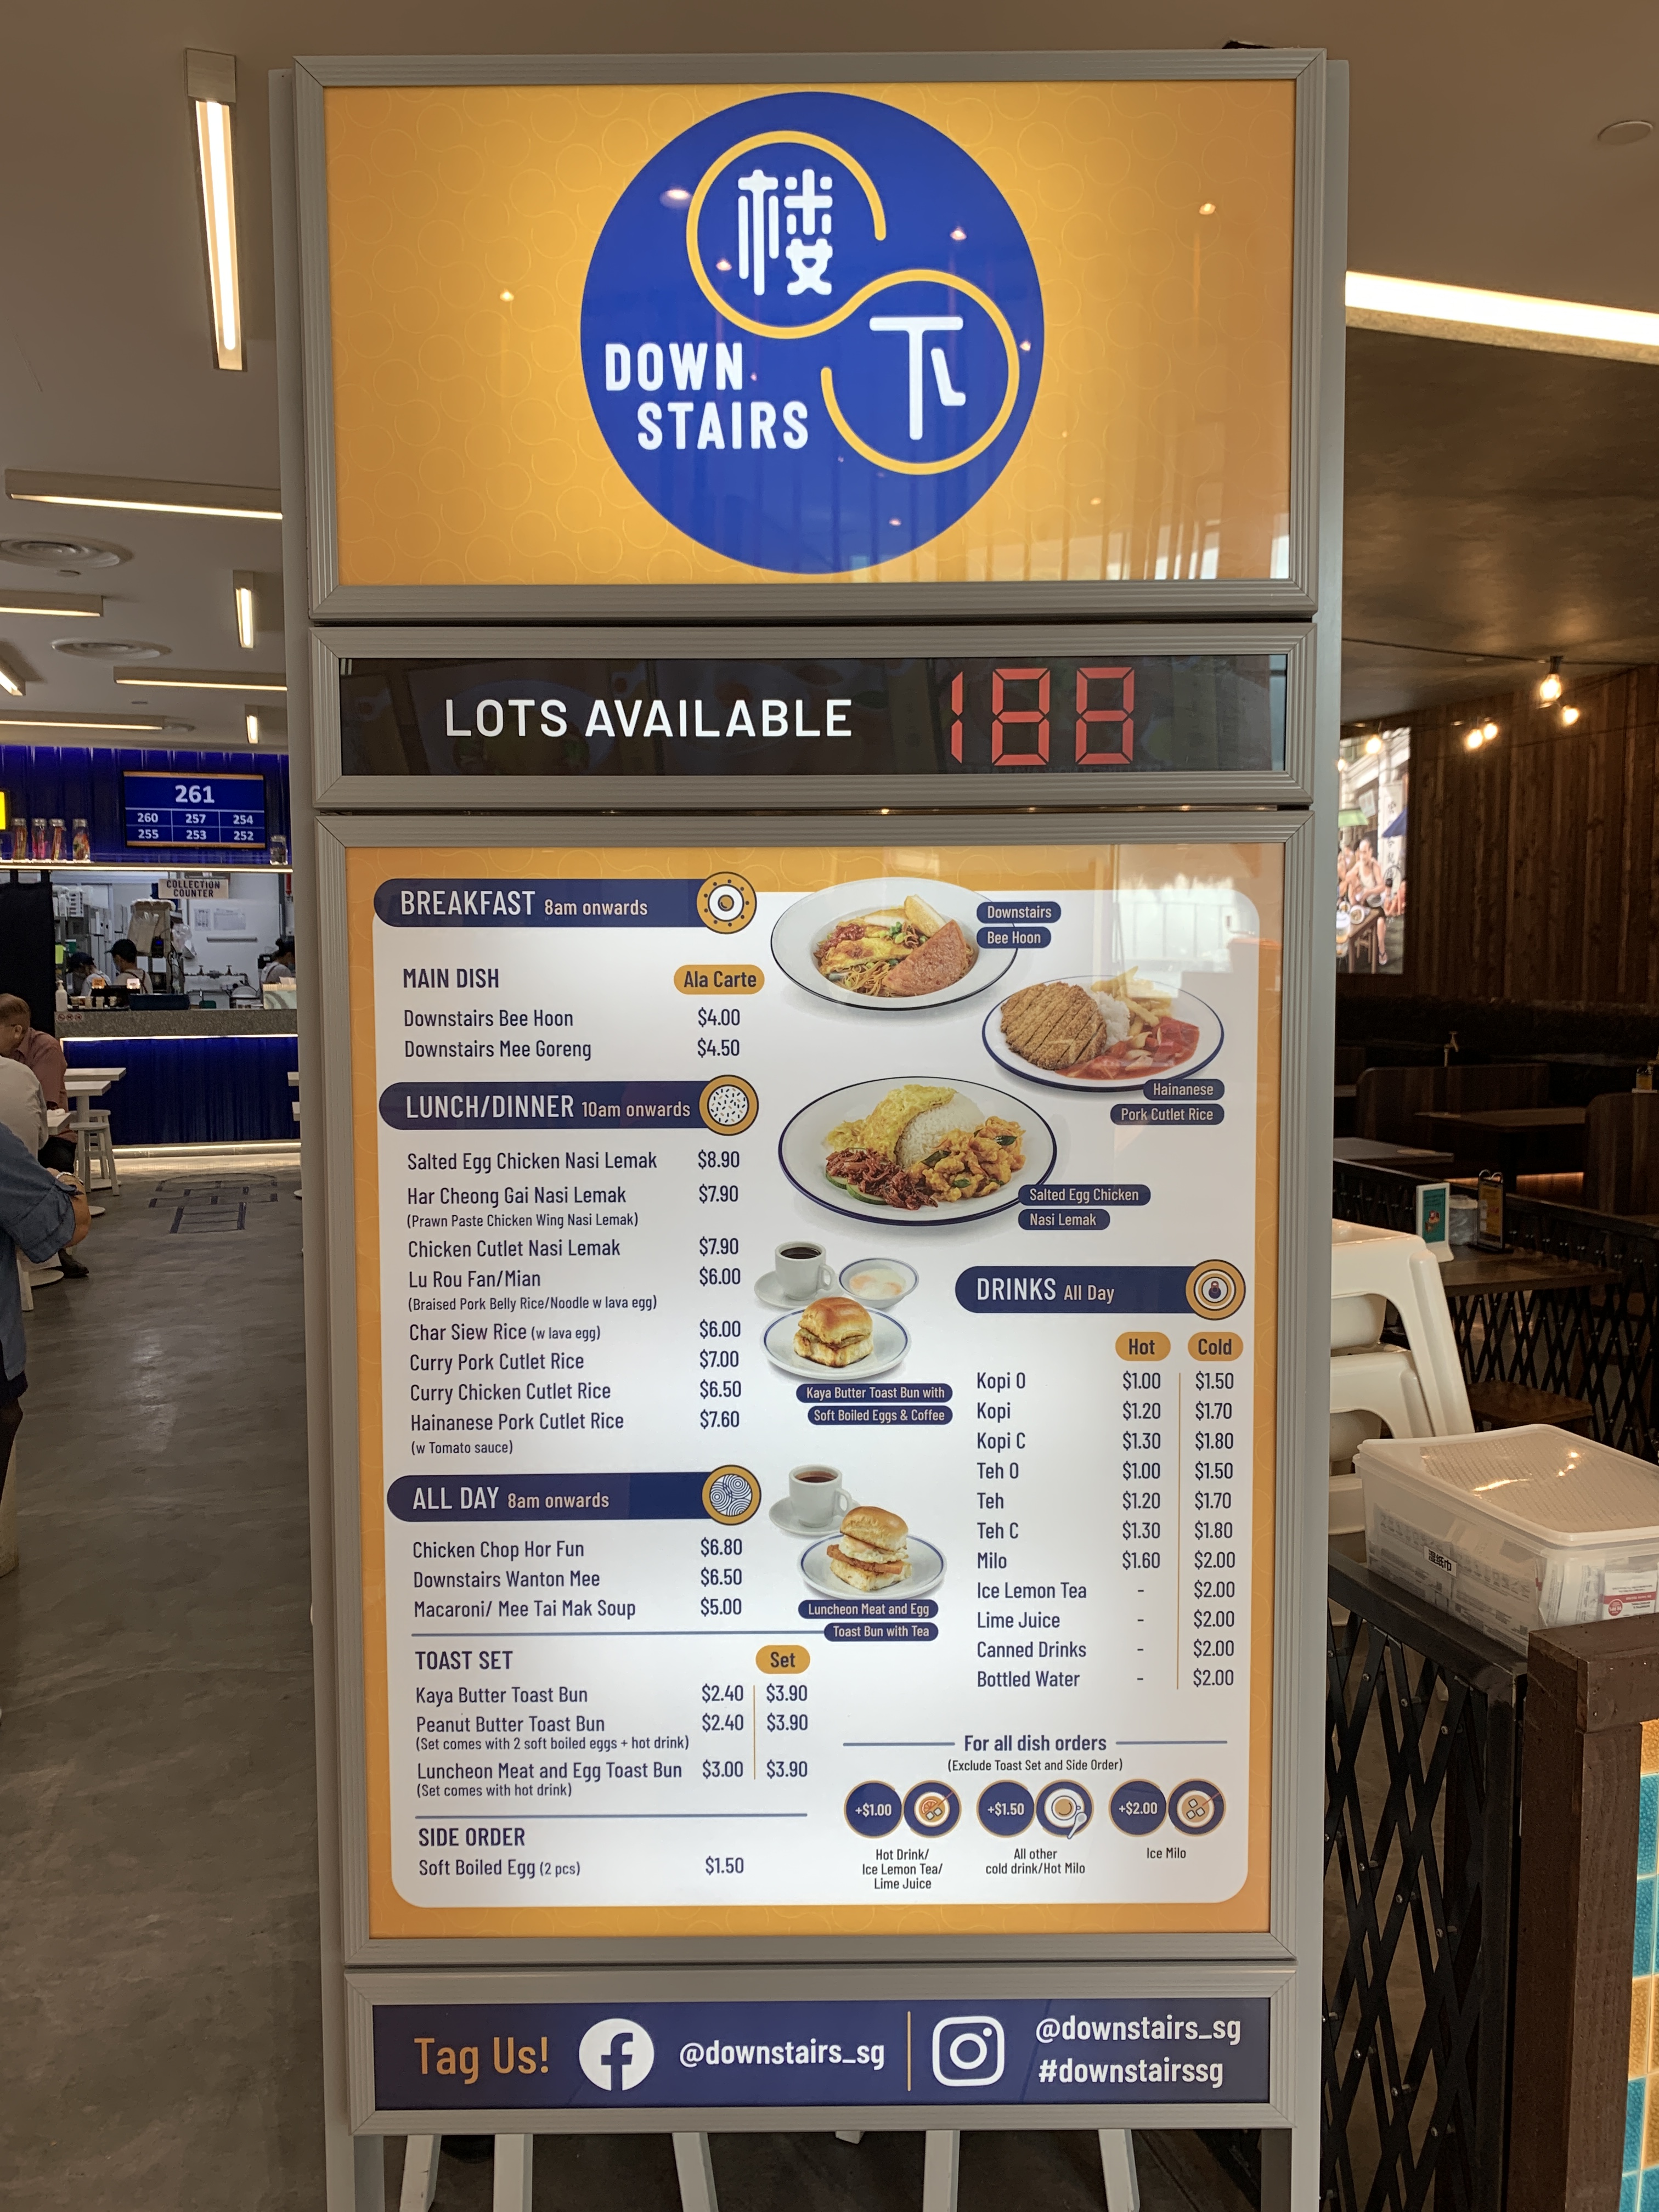 楼下
DOWN
STAIRS
LOTS AVAILABLE 188
261
260 257 254
255 253 252
COLLECTION
COUNTER
BREAKFAST 8am onwards
MAIN DISH Ala Carte
Downstairs Bee Hoon $4.00
Downstairs Mee Goreng $4.50
LUNCH/DINNER 10am onwards
Salted Egg Chicken Nasi Lemak $8.90
Har Cheong Gai Nasi Lemak $7.90
(Prawn Paste Chicken Wing Nasi Lemak)
Chicken Cutlet Nasi Lemak $7.90
Lu Rou Fan/Mian $6.00
(Braised Pork Belly Rice/Noodle w lava egg)
Char Siew Rice (w lava egg) $6.00
Curry Pork Cutlet Rice $7.00
Curry Chicken Cutlet Rice $6.50
Hainanese Pork Cutlet Rice $7.60
(w Tomato sauce)
ALL DAY 8am onwards
Chicken Chop Hor Fun $6.80
Downstairs Wanton Mee $6.50
Macaroni/ Mee Tai Mak Soup $5.00
TOAST SET Set
Kaya Butter Toast Bun $2.40 $3.90
Peanut Butter Toast Bun $2.40 $3.90
(Set comes with 2 soft boiled eggs + hot drink)
Luncheon Meat and Egg Toast Bun $3.00 $3.90
(Set comes with hot drink)
SIDE ORDER
Soft Boiled Egg (2 pcs) $1.50
Downstairs
Bee Hoon
Hainanese
Pork Cutlet Rice
Salted Egg Chicken
Nasi Lemak
Kaya Butter Toast Bun with
Soft Boiled Eggs & Coffee
Luncheon Meat and Egg
Toast Bun with Tea
DRINKS All Day
Hot Cold
Kopi O $1.00 $1.50
Kopi $1.20 $1.70
Kopi C $1.30 $1.80
Teh O $1.00 $1.50
Teh $1.20 $1.70
Teh C $1.30 $1.80
Milo $1.60 $2.00
Ice Lemon Tea - $2.00
Lime Juice - $2.00
Canned Drinks - $2.00
Bottled Water - $2.00
For all dish orders
(Exclude Toast Set and Side Order)
+$1.00 +$1.50 +$2.00
Hot Drink/
Ice Lemon Tea/
Lime Juice
All other
cold drink/Hot Milo
Ice Milo
湿纸巾
Tag Us! @downstairs_sg
@downstairs_sg
#downstairssg